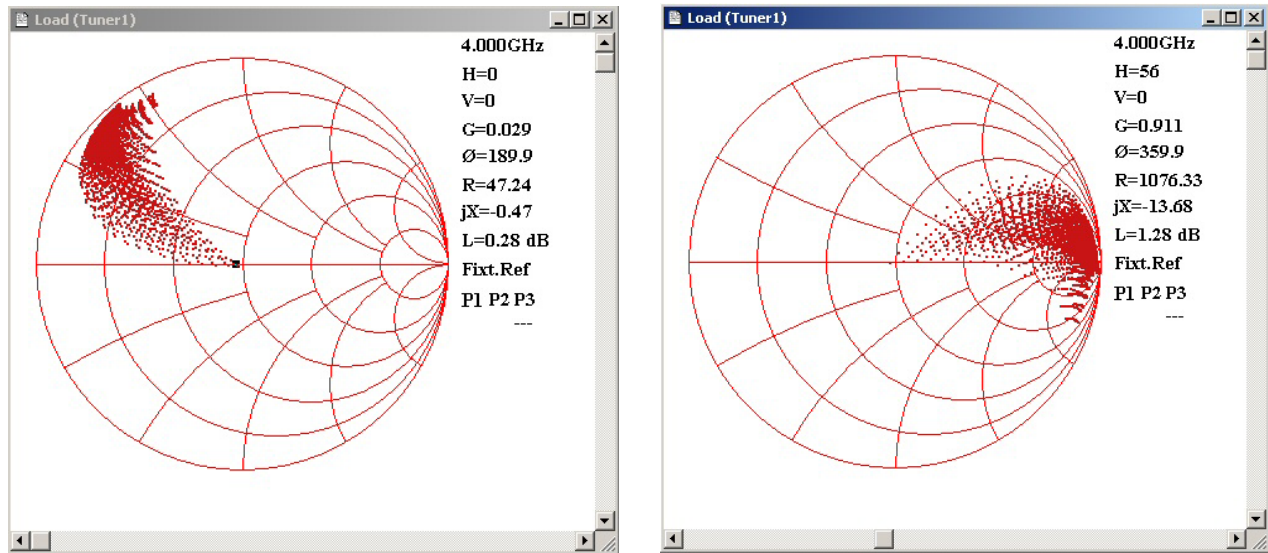 Load (Tuner1)
4.000GHz
H=0
V=0
G=0.029
Ø=189.9
R=47.24
jX=-0.47
L=0.28 dB
Fixt.Ref
P1 P2 P3
---
Load (Tuner1)
4.000GHz
H=56
V=0
G=0.911
Ø=359.9
R=1076.33
jX=-13.68
L=1.28 dB
Fixt.Ref
P1 P2 P3
---